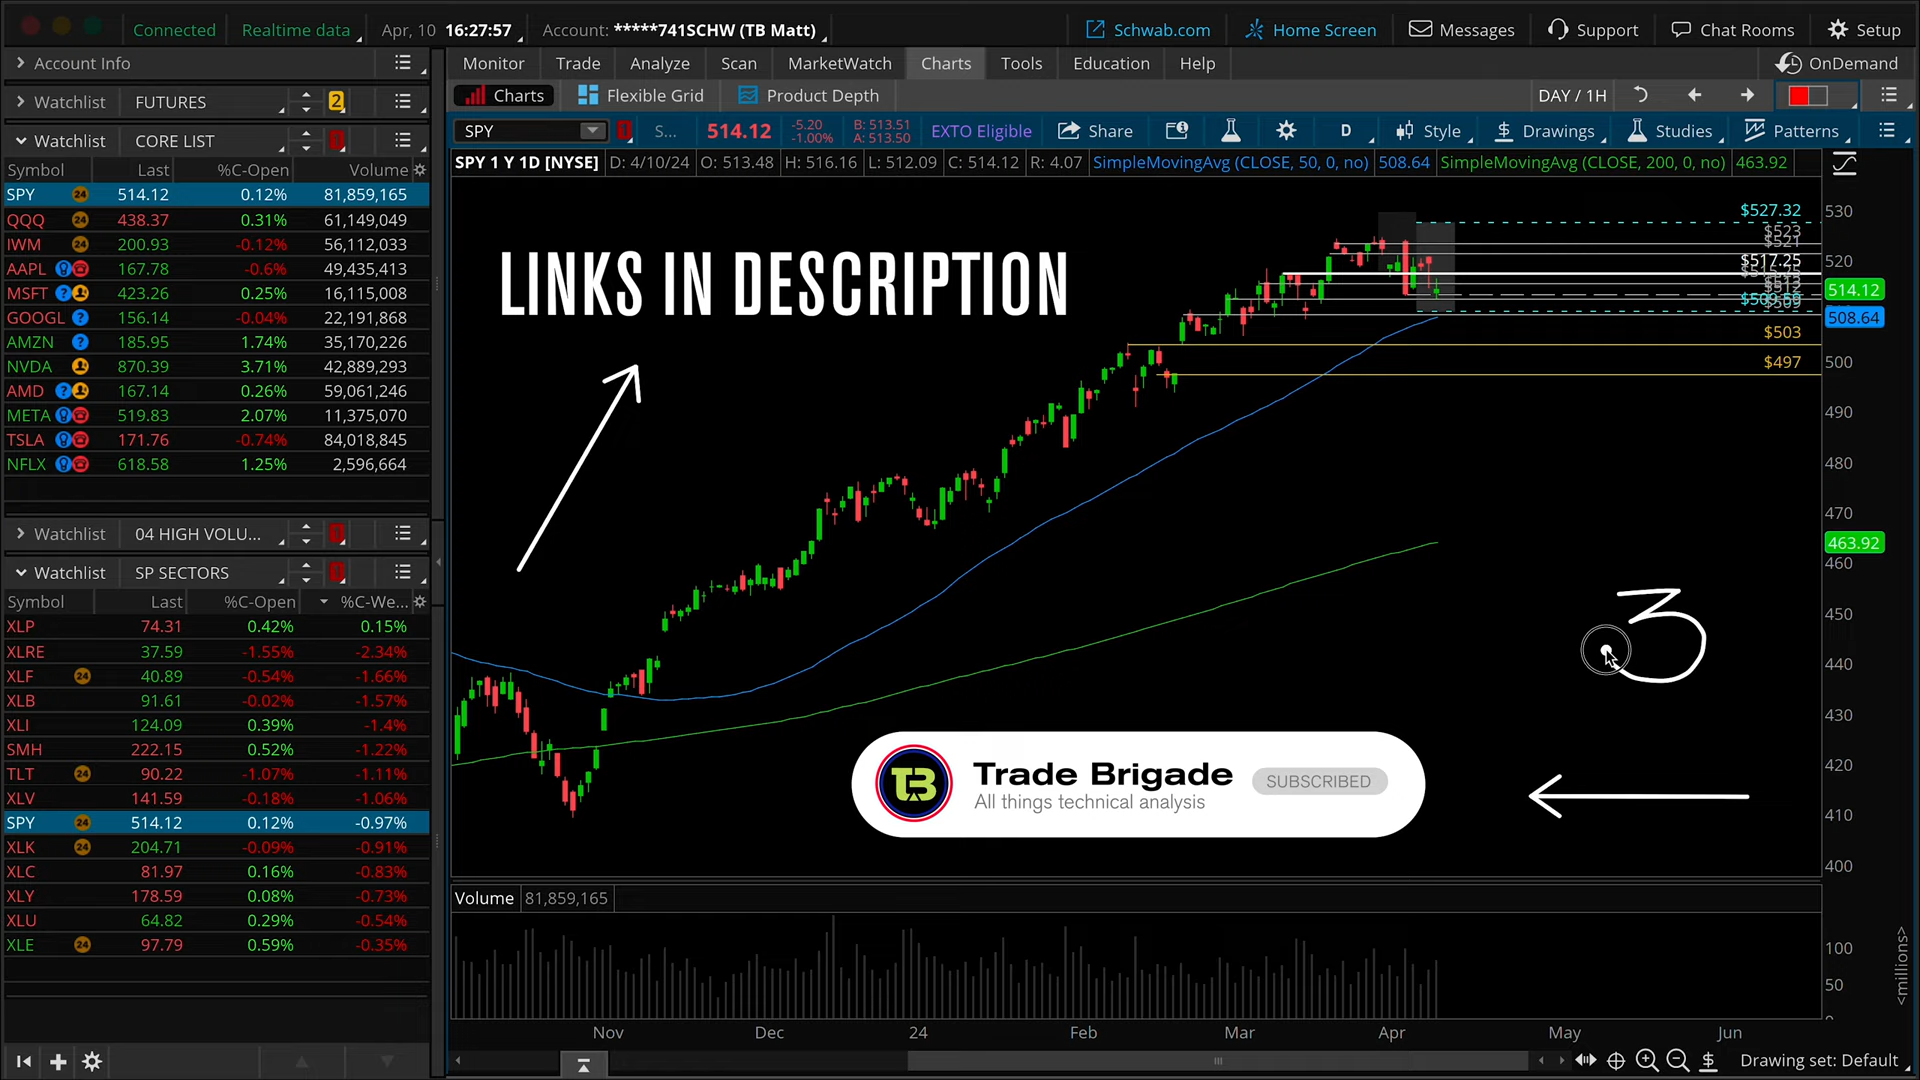 Connected Realtime data Apr, 10 16:27:57 Account: *****741SCHW (TB Matt) Schwab.com Home Screen Messages Support Chat Rooms Setup
Account Info
Monitor Trade Analyze Scan MarketWatch Charts Tools Education Help OnDemand
Charts Flexible Grid Product Depth DAY / 1H
Watchlist FUTURES 2
Watchlist CORE LIST
SPY S... 514.12 -5.20 -1.00% B: 513.51 A: 513.50 EXTO Eligible Share D Style Drawings Studies Patterns
SPY 1 Y 1D [NYSE] D: 4/10/24 O: 513.48 H: 516.16 L: 512.09 C: 514.12 R: 4.07 SimpleMovingAvg (CLOSE, 50, 0, no) 508.64 SimpleMovingAvg (CLOSE, 200, 0, no) 463.92
Symbol Last %C-Open Volume
SPY 24 514.12 0.12% 81,859,165
QQQ 24 438.37 0.31% 61,149,049
IWM 24 200.93 -0.12% 56,112,033
AAPL 167.78 -0.6% 49,435,413
MSFT 423.26 0.25% 16,115,008
GOOGL 156.14 -0.04% 22,191,868
AMZN 185.95 1.74% 35,170,226
NVDA 870.39 3.71% 42,889,293
AMD 167.14 0.26% 59,061,246
META 519.83 2.07% 11,375,070
TSLA 171.76 -0.74% 84,018,845
NFLX 618.58 1.25% 2,596,664
Watchlist 04 HIGH VOLU...
Watchlist SP SECTORS
Symbol Last %C-Open %C-We...
XLP 74.31 0.42% 0.15%
XLRE 37.59 -1.55% -2.34%
XLF 24 40.89 -0.54% -1.66%
XLB 91.61 -0.02% -1.57%
XLI 124.09 0.39% -1.4%
SMH 222.15 0.52% -1.22%
TLT 24 90.22 -1.07% -1.11%
XLV 141.59 -0.18% -1.06%
SPY 24 514.12 0.12% -0.97%
XLK 24 204.71 -0.09% -0.91%
XLC 81.97 0.16% -0.83%
XLY 178.59 0.08% -0.73%
XLU 64.82 0.29% -0.54%
XLE 24 97.79 0.59% -0.35%
LINKS IN DESCRIPTION
$527.32
$523
$521
$517.25
$503
$497
530
520
514.12
508.64
500
490
480
470
463.92
460
450
440
430
420
410
400
3
Trade Brigade SUBSCRIBED
All things technical analysis
Volume 81,859,165
100
50
<millions>
Nov Dec 24 Feb Mar Apr May Jun
Drawing set: Default